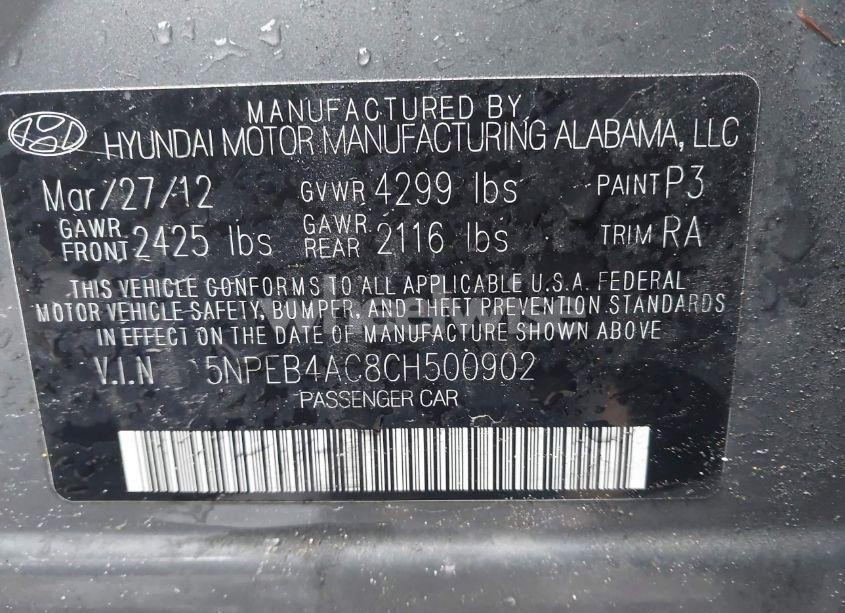 MANUFACTURED BY
HYUNDAI MOTOR MANUFACTURING ALABAMA, LLC
Mar/27/12 GVWR 4299 lbs PAINT P3
GAWR FRONT 2425 lbs GAWR REAR 2116 lbs TRIM RA
THIS VEHICLE CONFORMS TO ALL APPLICABLE U.S.A. FEDERAL
MOTOR VEHICLE SAFETY, BUMPER, AND THEFT PREVENTION STANDARDS
IN EFFECT ON THE DATE OF MANUFACTURE SHOWN ABOVE
V.I.N 5NPEB4AC8CH500902
PASSENGER CAR